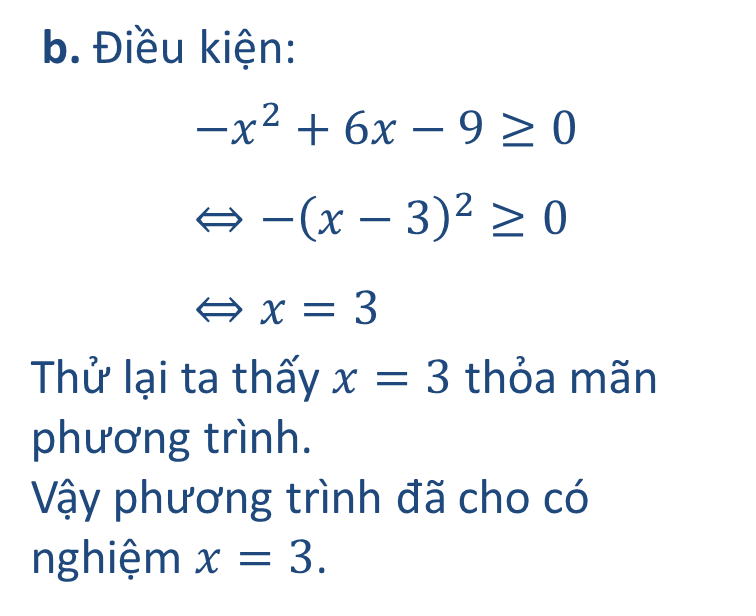 b. Điều kiện:
−x² + 6x − 9 ≥ 0
⇔ −(x − 3)² ≥ 0
⇔ x = 3
Thử lại ta thấy x = 3 thỏa mãn
phương trình.
Vậy phương trình đã cho có
nghiệm x = 3.